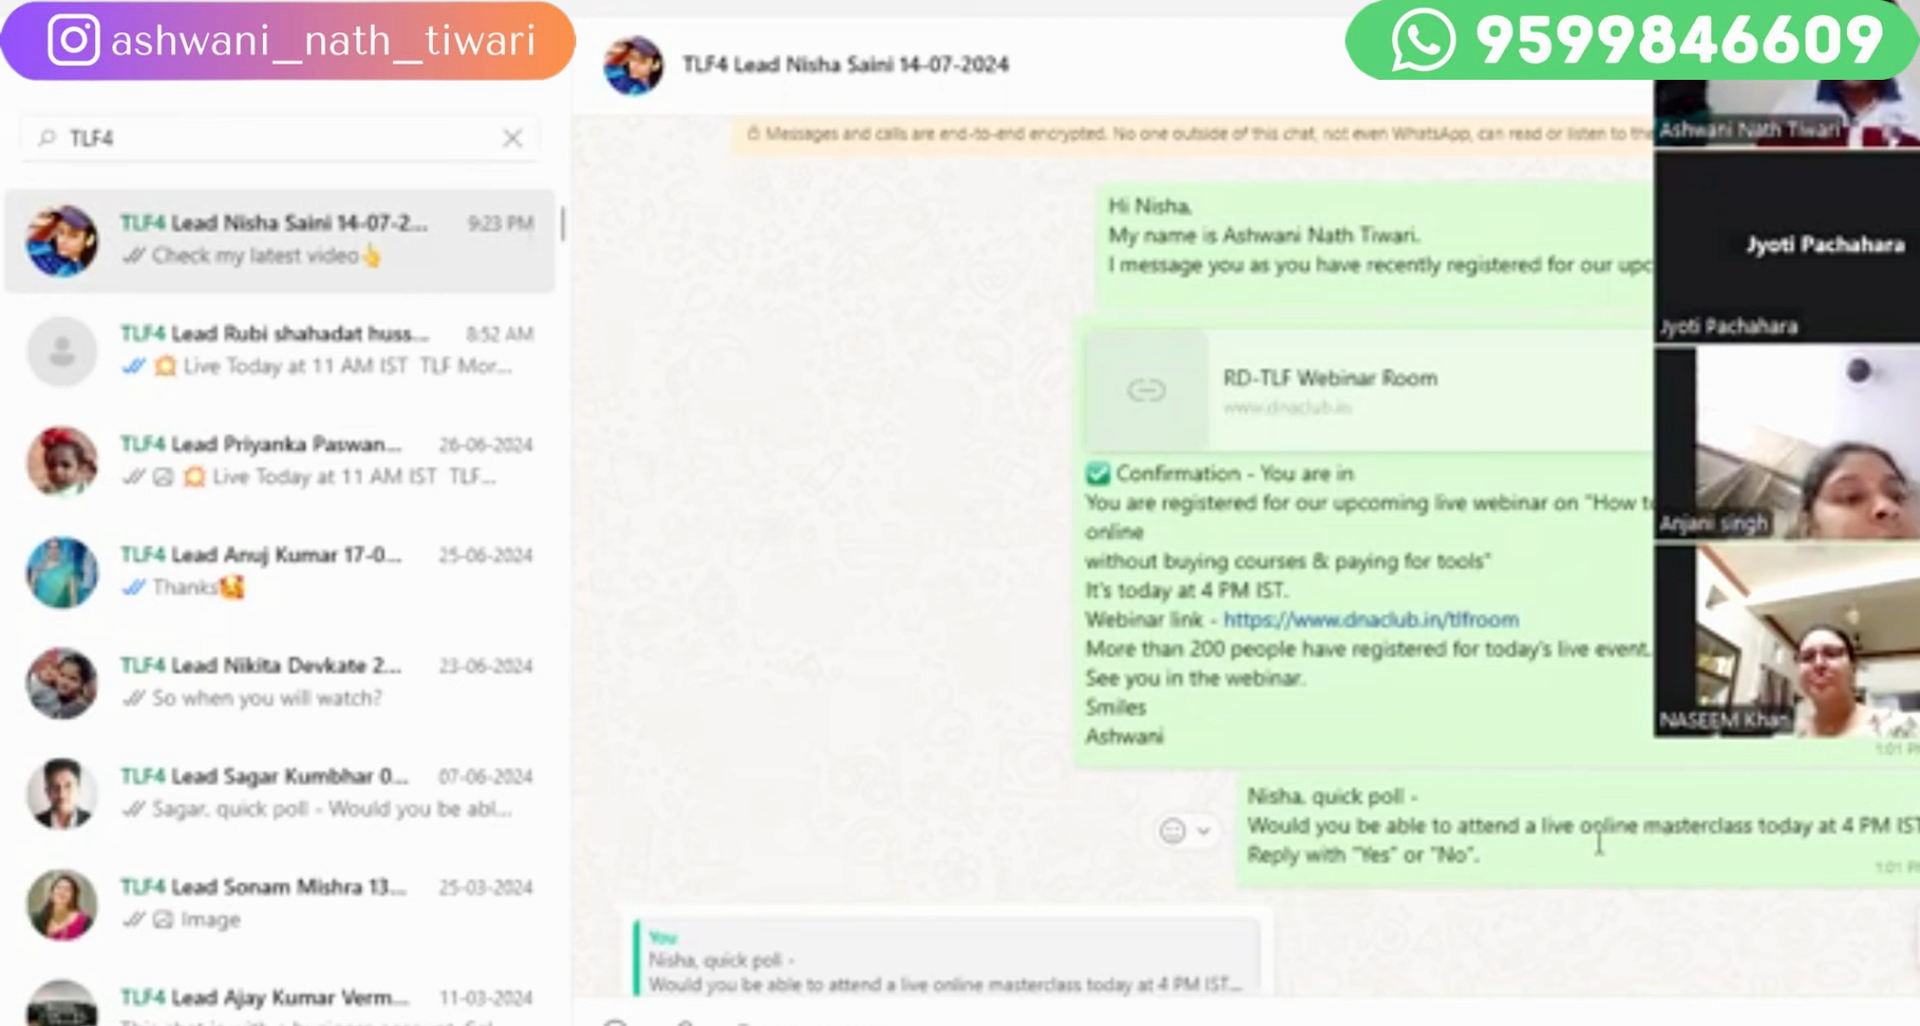 ashwani_nath_tiwari
9599846609
TLF4
TLF4 Lead Nisha Saini 14-07-2... 9:23 PM
Check my latest video👆
TLF4 Lead Rubi shahadat huss... 8:52 AM
Live Today at 11 AM IST TLF Mor...
TLF4 Lead Priyanka Paswan... 26-06-2024
Live Today at 11 AM IST TLF...
TLF4 Lead Anuj Kumar 17-0... 25-06-2024
Thanks🥰
TLF4 Lead Nikita Devkate 2... 23-06-2024
So when you will watch?
TLF4 Lead Sagar Kumbhar 0... 07-06-2024
Sagar, quick poll - Would you be abl...
TLF4 Lead Sonam Mishra 13... 25-03-2024
Image
TLF4 Lead Ajay Kumar Verm... 11-03-2024
This chat is with a business account.
TLF4 Lead Nisha Saini 14-07-2024
Messages and calls are end-to-end encrypted. No one outside of this chat, not even WhatsApp, can read or listen to
Hi Nisha,
My name is Ashwani Nath Tiwari.
I message you as you have recently registered for our upc
RD-TLF Webinar Room
www.dnaclub.in
✅ Confirmation - You are in
You are registered for our upcoming live webinar on "How
online
without buying courses & paying for tools"
It's today at 4 PM IST.
Webinar link - https://www.dnaclub.in/tlfroom
More than 200 people have registered for today's live event.
See you in the webinar.
Smiles
Ashwani
1:01 P
Nisha, quick poll -
Would you be able to attend a live online masterclass today at 4 PM IST
Reply with "Yes" or "No".
1:01 P
You
Nisha, quick poll -
Would you be able to attend a live online masterclass today at 4 PM IST...
Ashwani Nath Tiwari
Jyoti Pachahara
Jyoti Pachahara
Anjani singh
NASEEM Khan